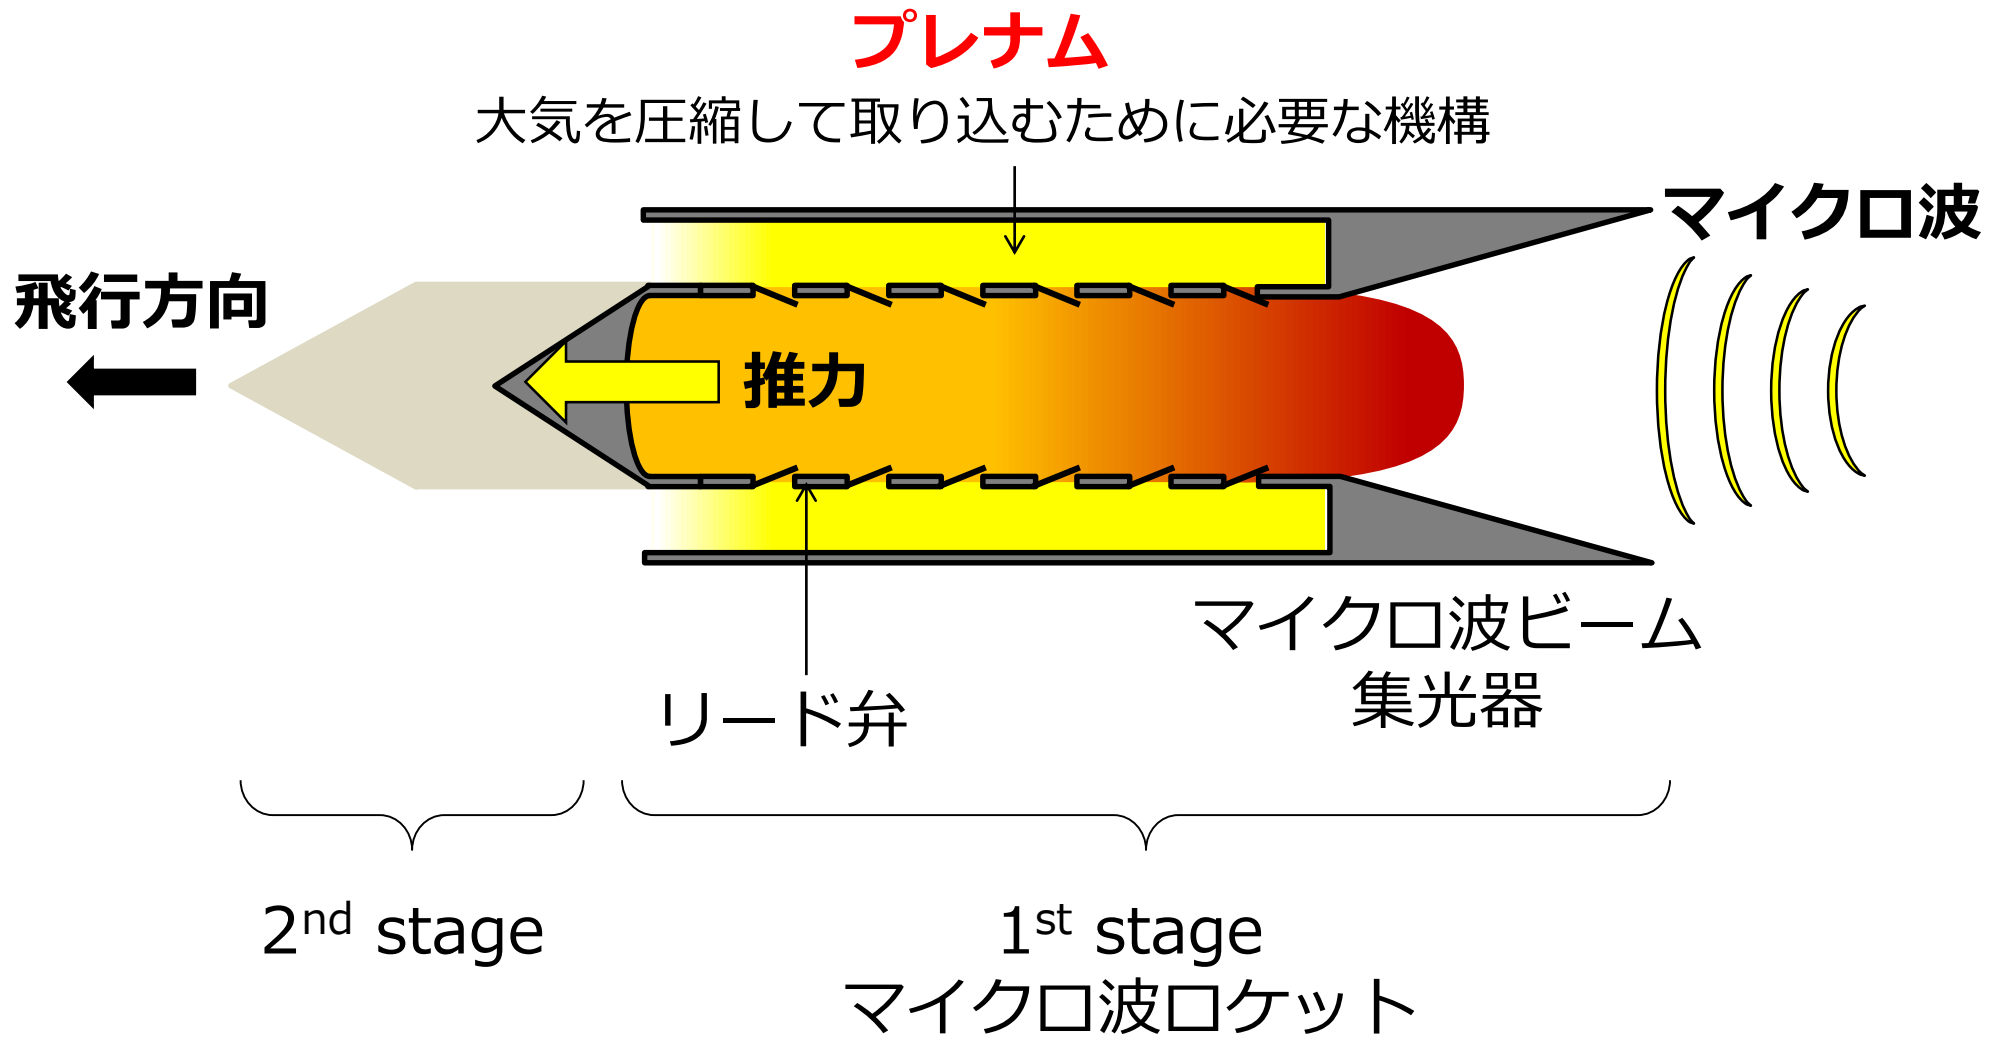 プレナム
大気を圧縮して取り込むために必要な機構
マイクロ波
飛行方向
推力
マイクロ波ビーム
集光器
リード弁
2nd stage
1st stage
マイクロ波ロケット